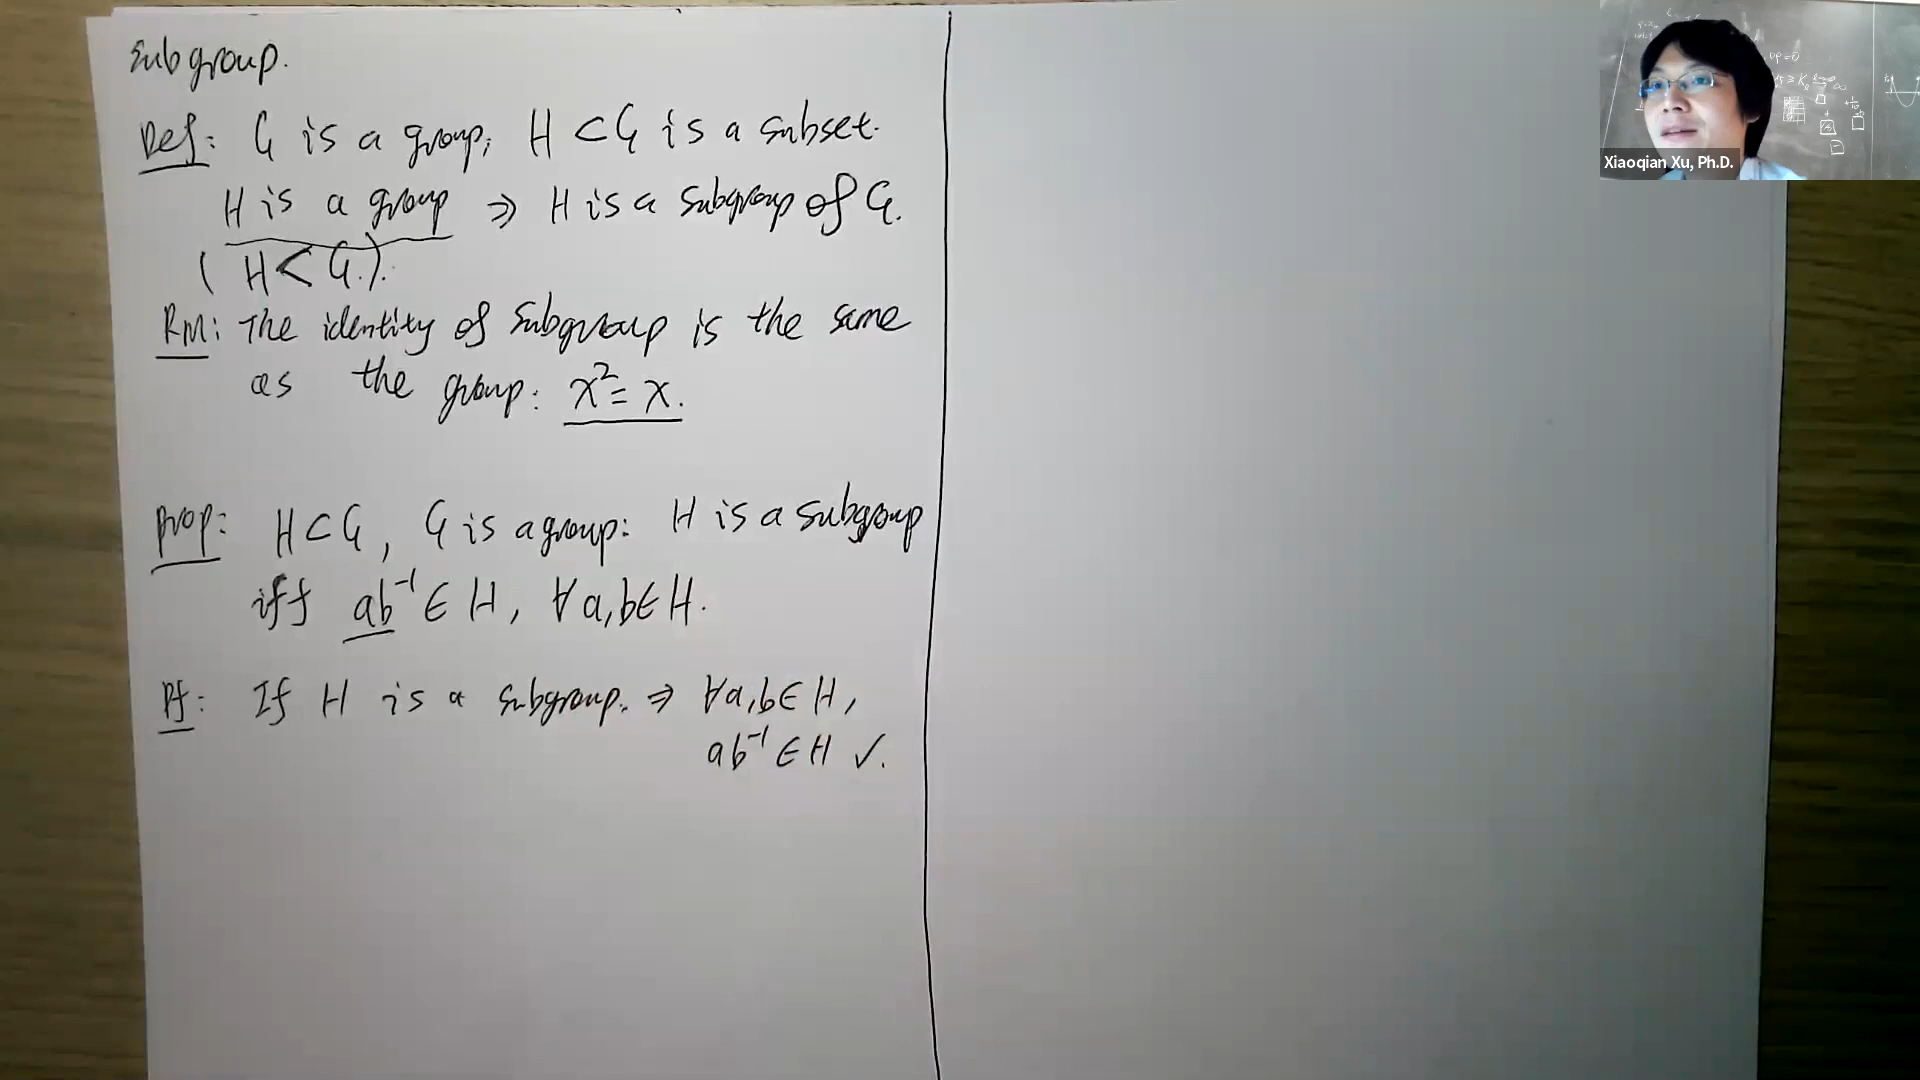 Subgroup.
Def: G is a group; H ⊂ G is a subset.
H is a group ⇒ H is a subgroup of G.
( H < G.).
RM: The identity of subgroup is the same
as the group: x² = x.
Prop: H ⊂ G, G is a group: H is a subgroup
iff ab⁻¹ ∈ H, ∀ a, b ∈ H.
Pf: If H is a subgroup. ⇒ ∀ a, b ∈ H,
ab⁻¹ ∈ H ✓.
Xiaoqian Xu, Ph.D.